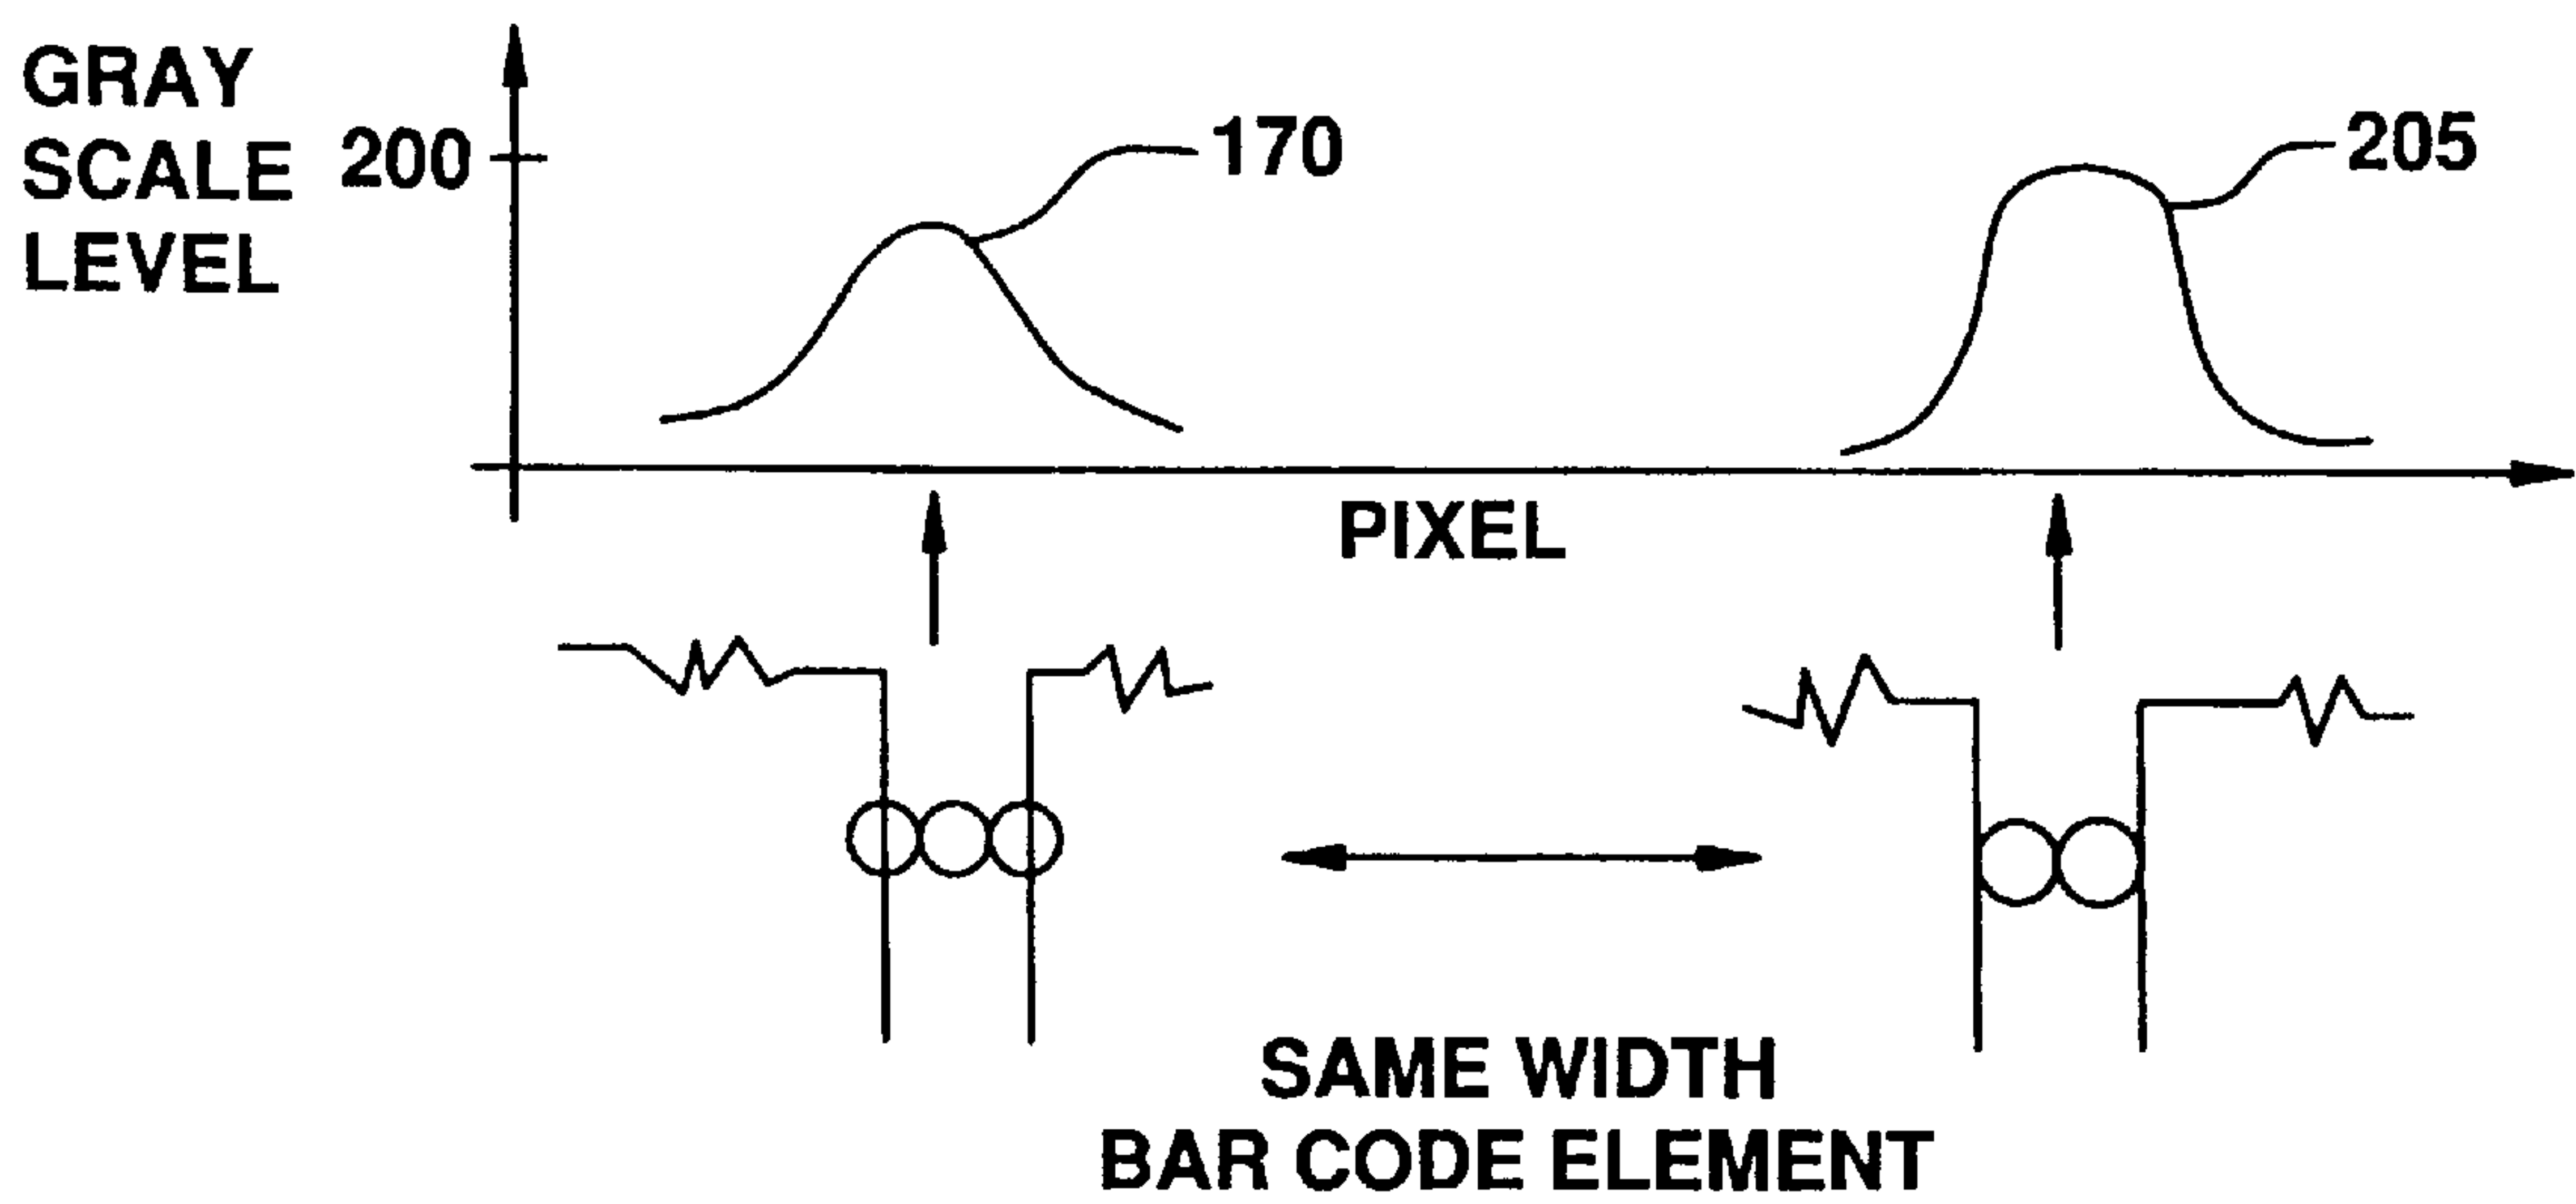 GRAY
SCALE
LEVEL
200
170
205
PIXEL
SAME WIDTH
BAR CODE ELEMENT